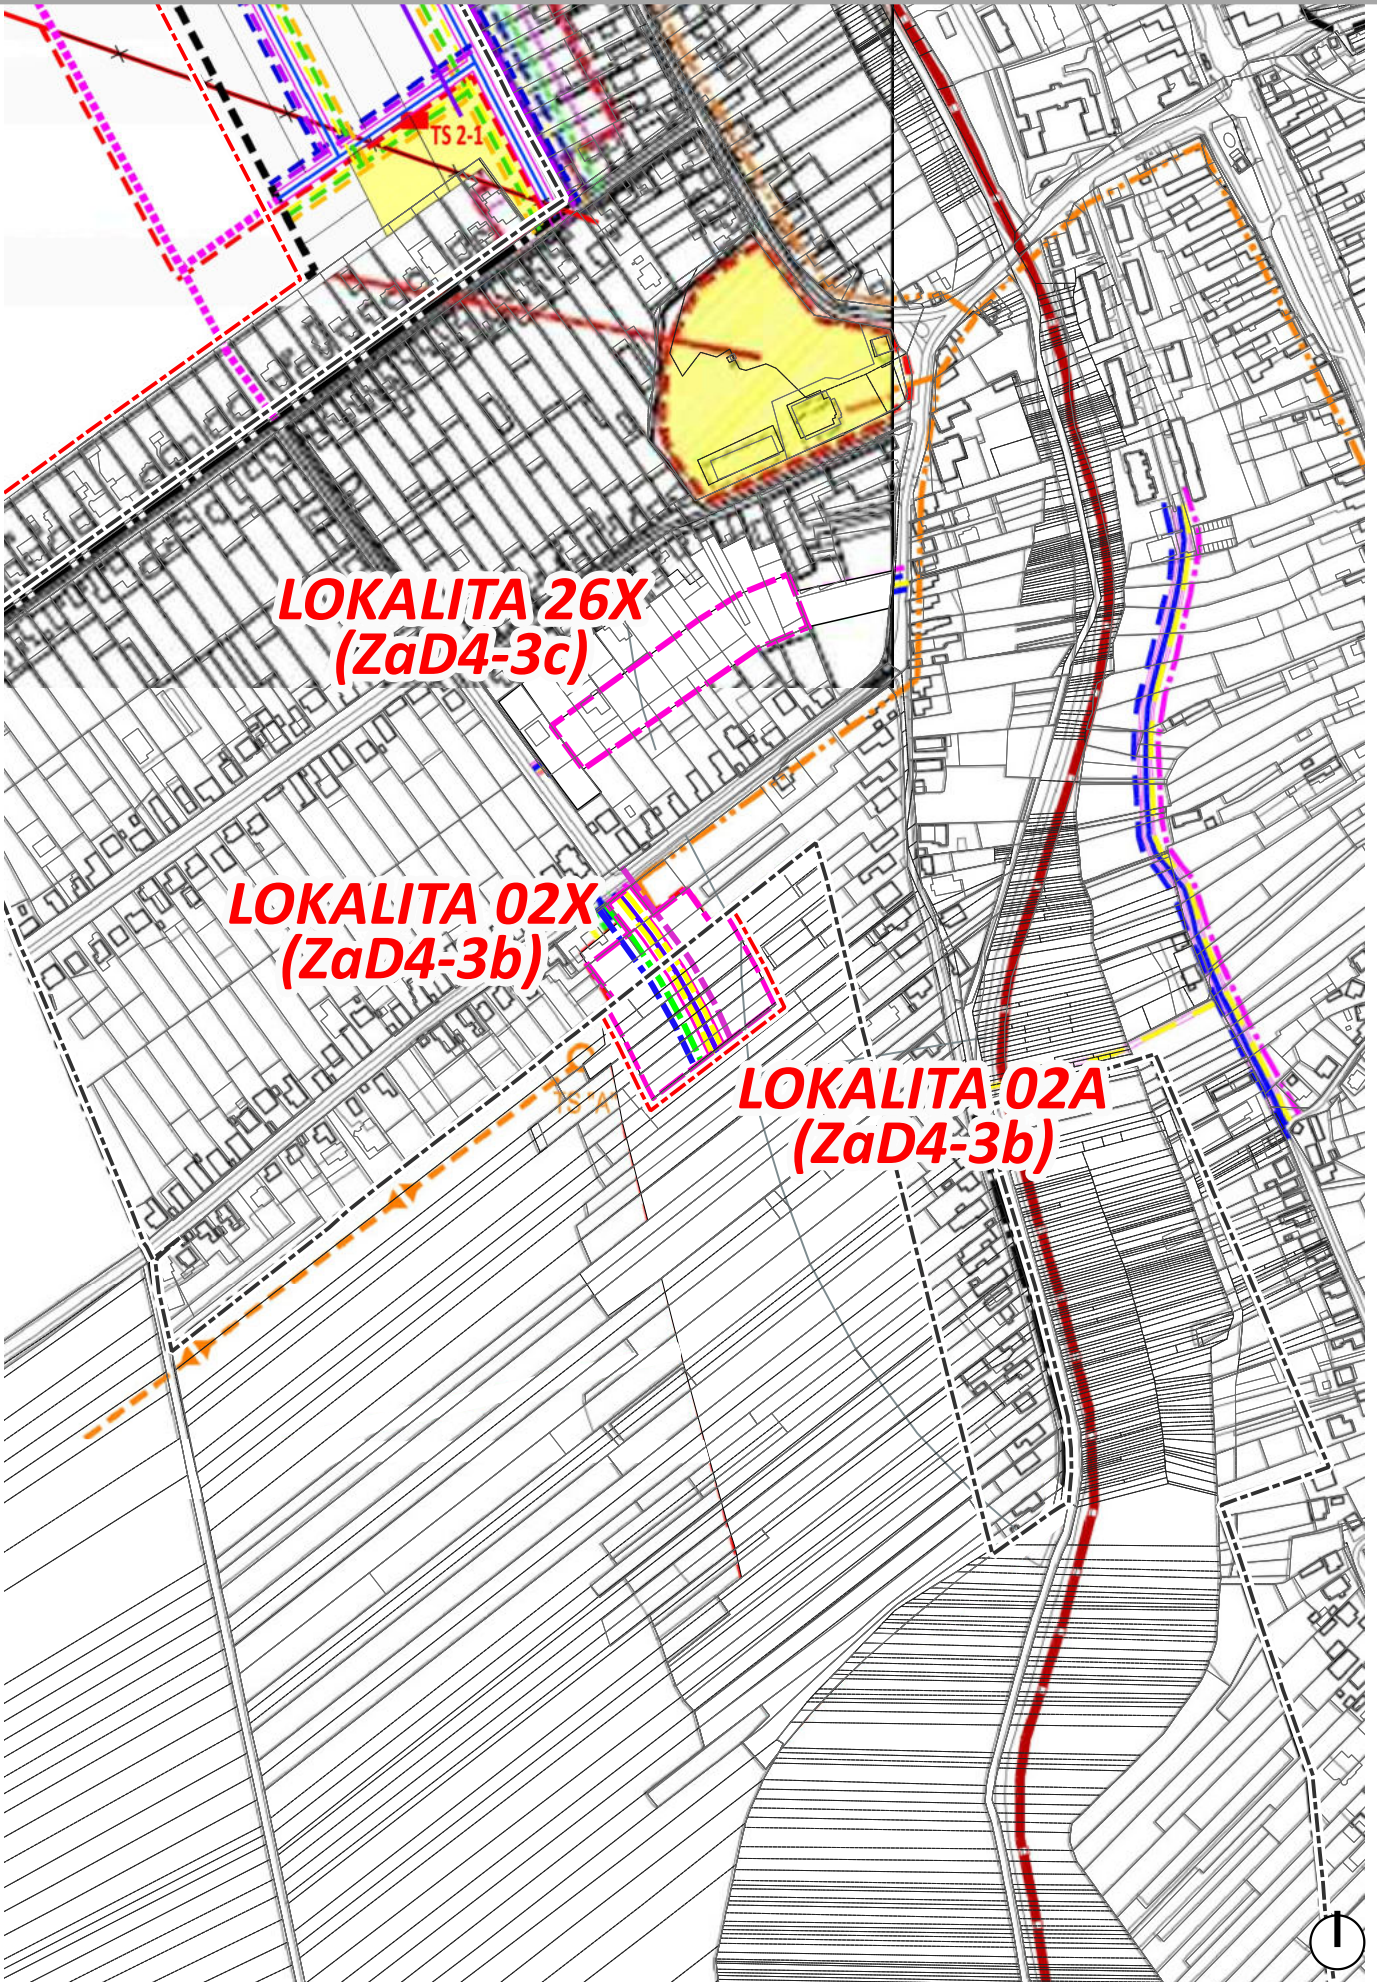 TS 2-1
LOKALITA 26X
(ZaD4-3c)
LOKALITA 02X
(ZaD4-3b)
TS "A"
LOKALITA 02A
(ZaD4-3b)